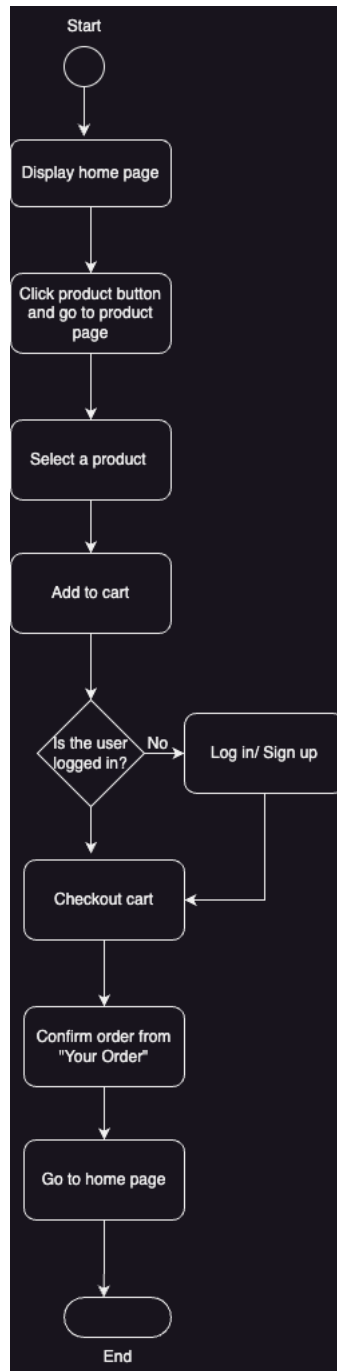 Start
Display home page
Click product button
and go to product
page
Select a product
Add to cart
Is the user
logged in?
No
Log in/ Sign up
Checkout cart
Confirm order from
"Your Order"
Go to home page
End